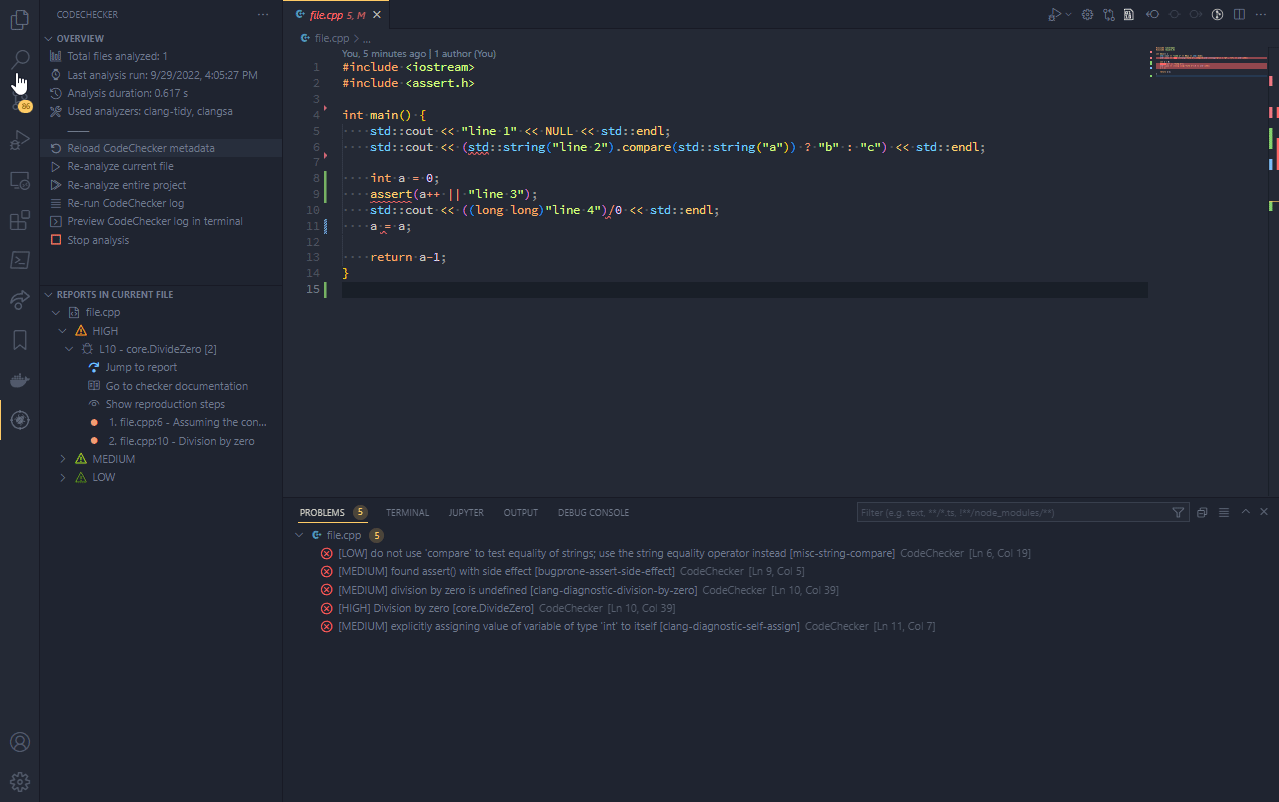 CODECHECKER
OVERVIEW
Total files analyzed: 1
Last analysis run: 9/29/2022, 4:05:27 PM
Analysis duration: 0.617 s
Used analyzers: clang-tidy, clangsa
Reload CodeChecker metadata
Re-analyze current file
Re-analyze entire project
Re-run CodeChecker log
Preview CodeChecker log in terminal
Stop analysis
86
REPORTS IN CURRENT FILE
file.cpp
HIGH
L10 - core.DivideZero [2]
Jump to report
Go to checker documentation
Show reproduction steps
1. file.cpp:6 - Assuming the con...
2. file.cpp:10 - Division by zero
MEDIUM
LOW
file.cpp 5, M
file.cpp > ...
You, 5 minutes ago | 1 author (You)
1 #include <iostream>
2 #include <assert.h>
3
4 int main() {
5 ····std::cout << "line 1" << NULL << std::endl;
6 ····std::cout << (std::string("line 2").compare(std::string("a")) ? "b" : "c") << std::endl;
7
8 ····int a = 0;
9 ····assert(a++ || "line 3");
10 ····std::cout << ((long long)"line 4")/0 << std::endl;
11 ····a = a;
12
13 ····return a-1;
14 }
15
PROBLEMS 5 TERMINAL JUPYTER OUTPUT DEBUG CONSOLE Filter (e.g. text, **/*.ts, !**/node_modules/**)
file.cpp 5
[LOW] do not use 'compare' to test equality of strings; use the string equality operator instead [misc-string-compare] CodeChecker [Ln 6, Col 19]
[MEDIUM] found assert() with side effect [bugprone-assert-side-effect] CodeChecker [Ln 9, Col 5]
[MEDIUM] division by zero is undefined [clang-diagnostic-division-by-zero] CodeChecker [Ln 10, Col 39]
[HIGH] Division by zero [core.DivideZero] CodeChecker [Ln 10, Col 39]
[MEDIUM] explicitly assigning value of variable of type 'int' to itself [clang-diagnostic-self-assign] CodeChecker [Ln 11, Col 7]